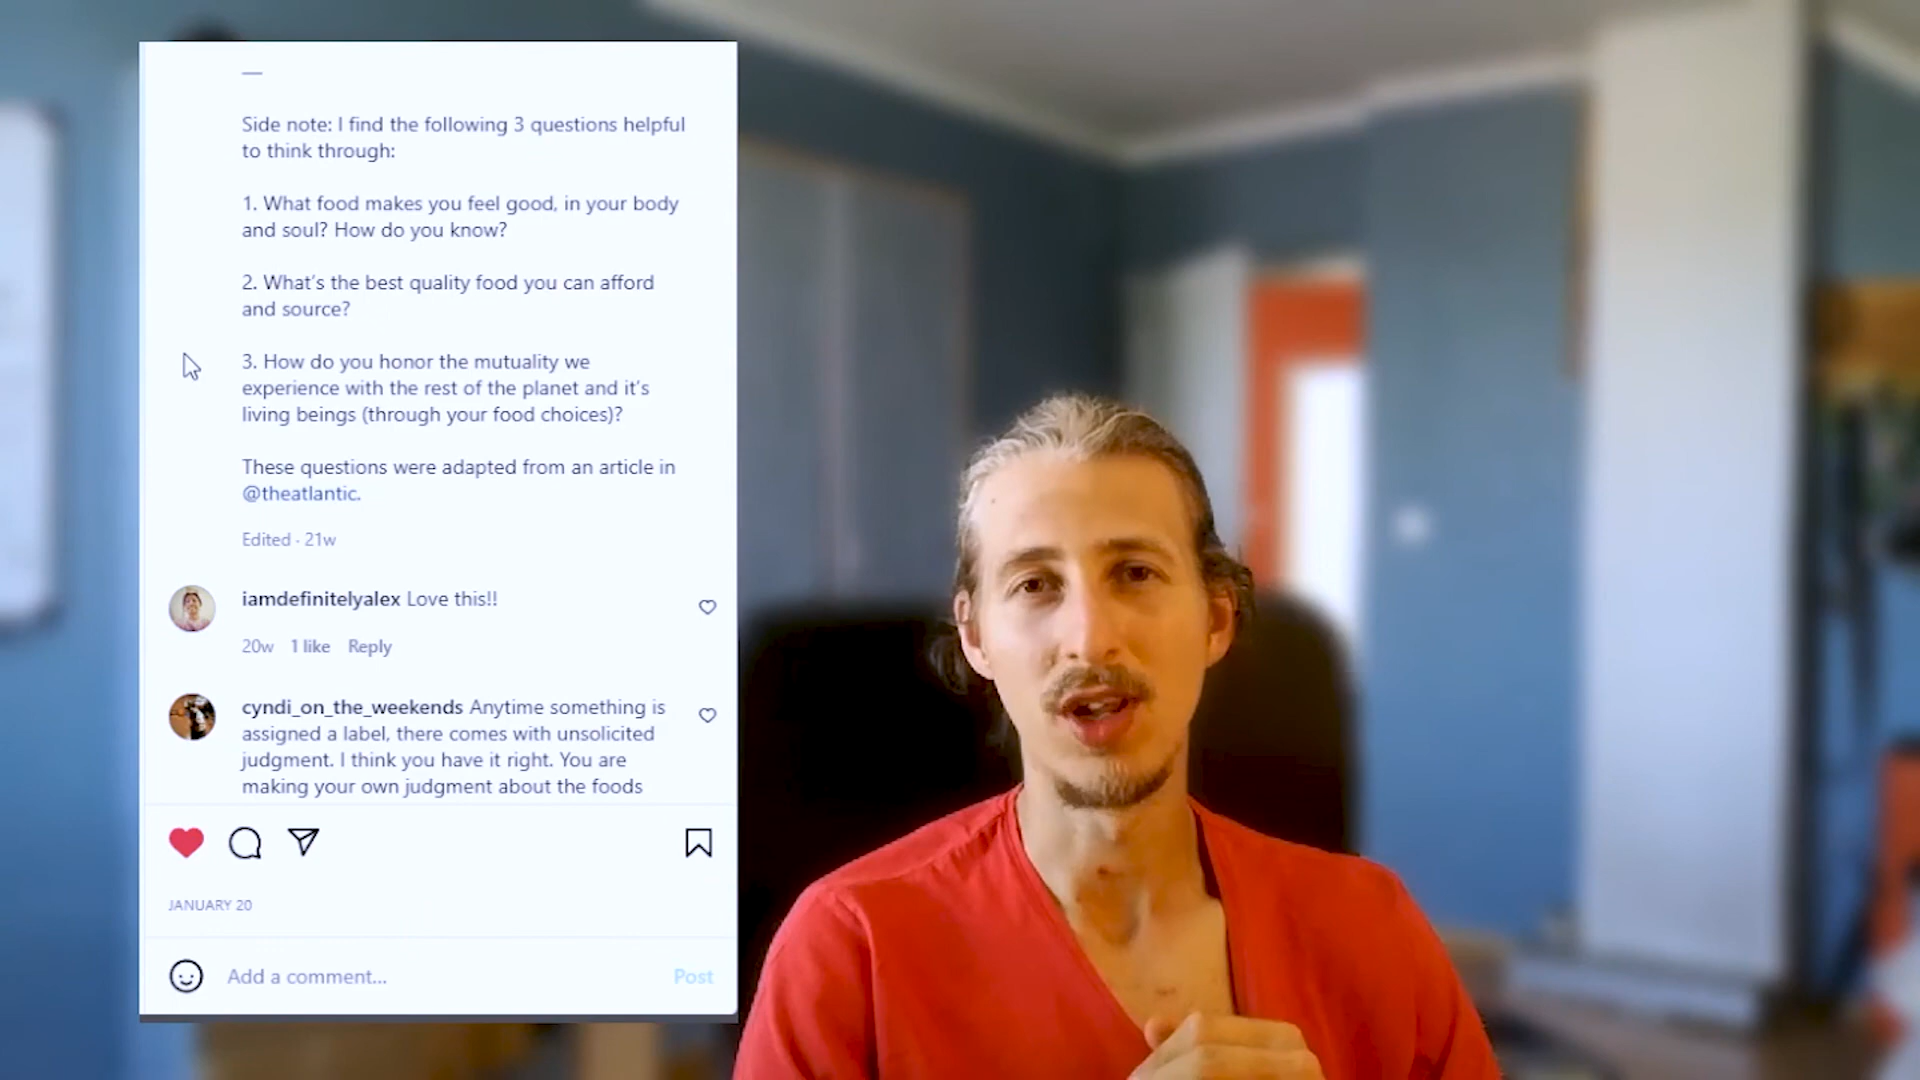 —
Side note: I find the following 3 questions helpful
to think through:
1. What food makes you feel good, in your body
and soul? How do you know?
2. What's the best quality food you can afford
and source?
3. How do you honor the mutuality we
experience with the rest of the planet and it's
living beings (through your food choices)?
These questions were adapted from an article in
@theatlantic.
Edited · 21w
iamdefinitelyalex Love this!!
20w 1 like Reply
cyndi_on_the_weekends Anytime something is
assigned a label, there comes with unsolicited
judgment. I think you have it right. You are
making your own judgment about the foods
JANUARY 20
Add a comment...
Post